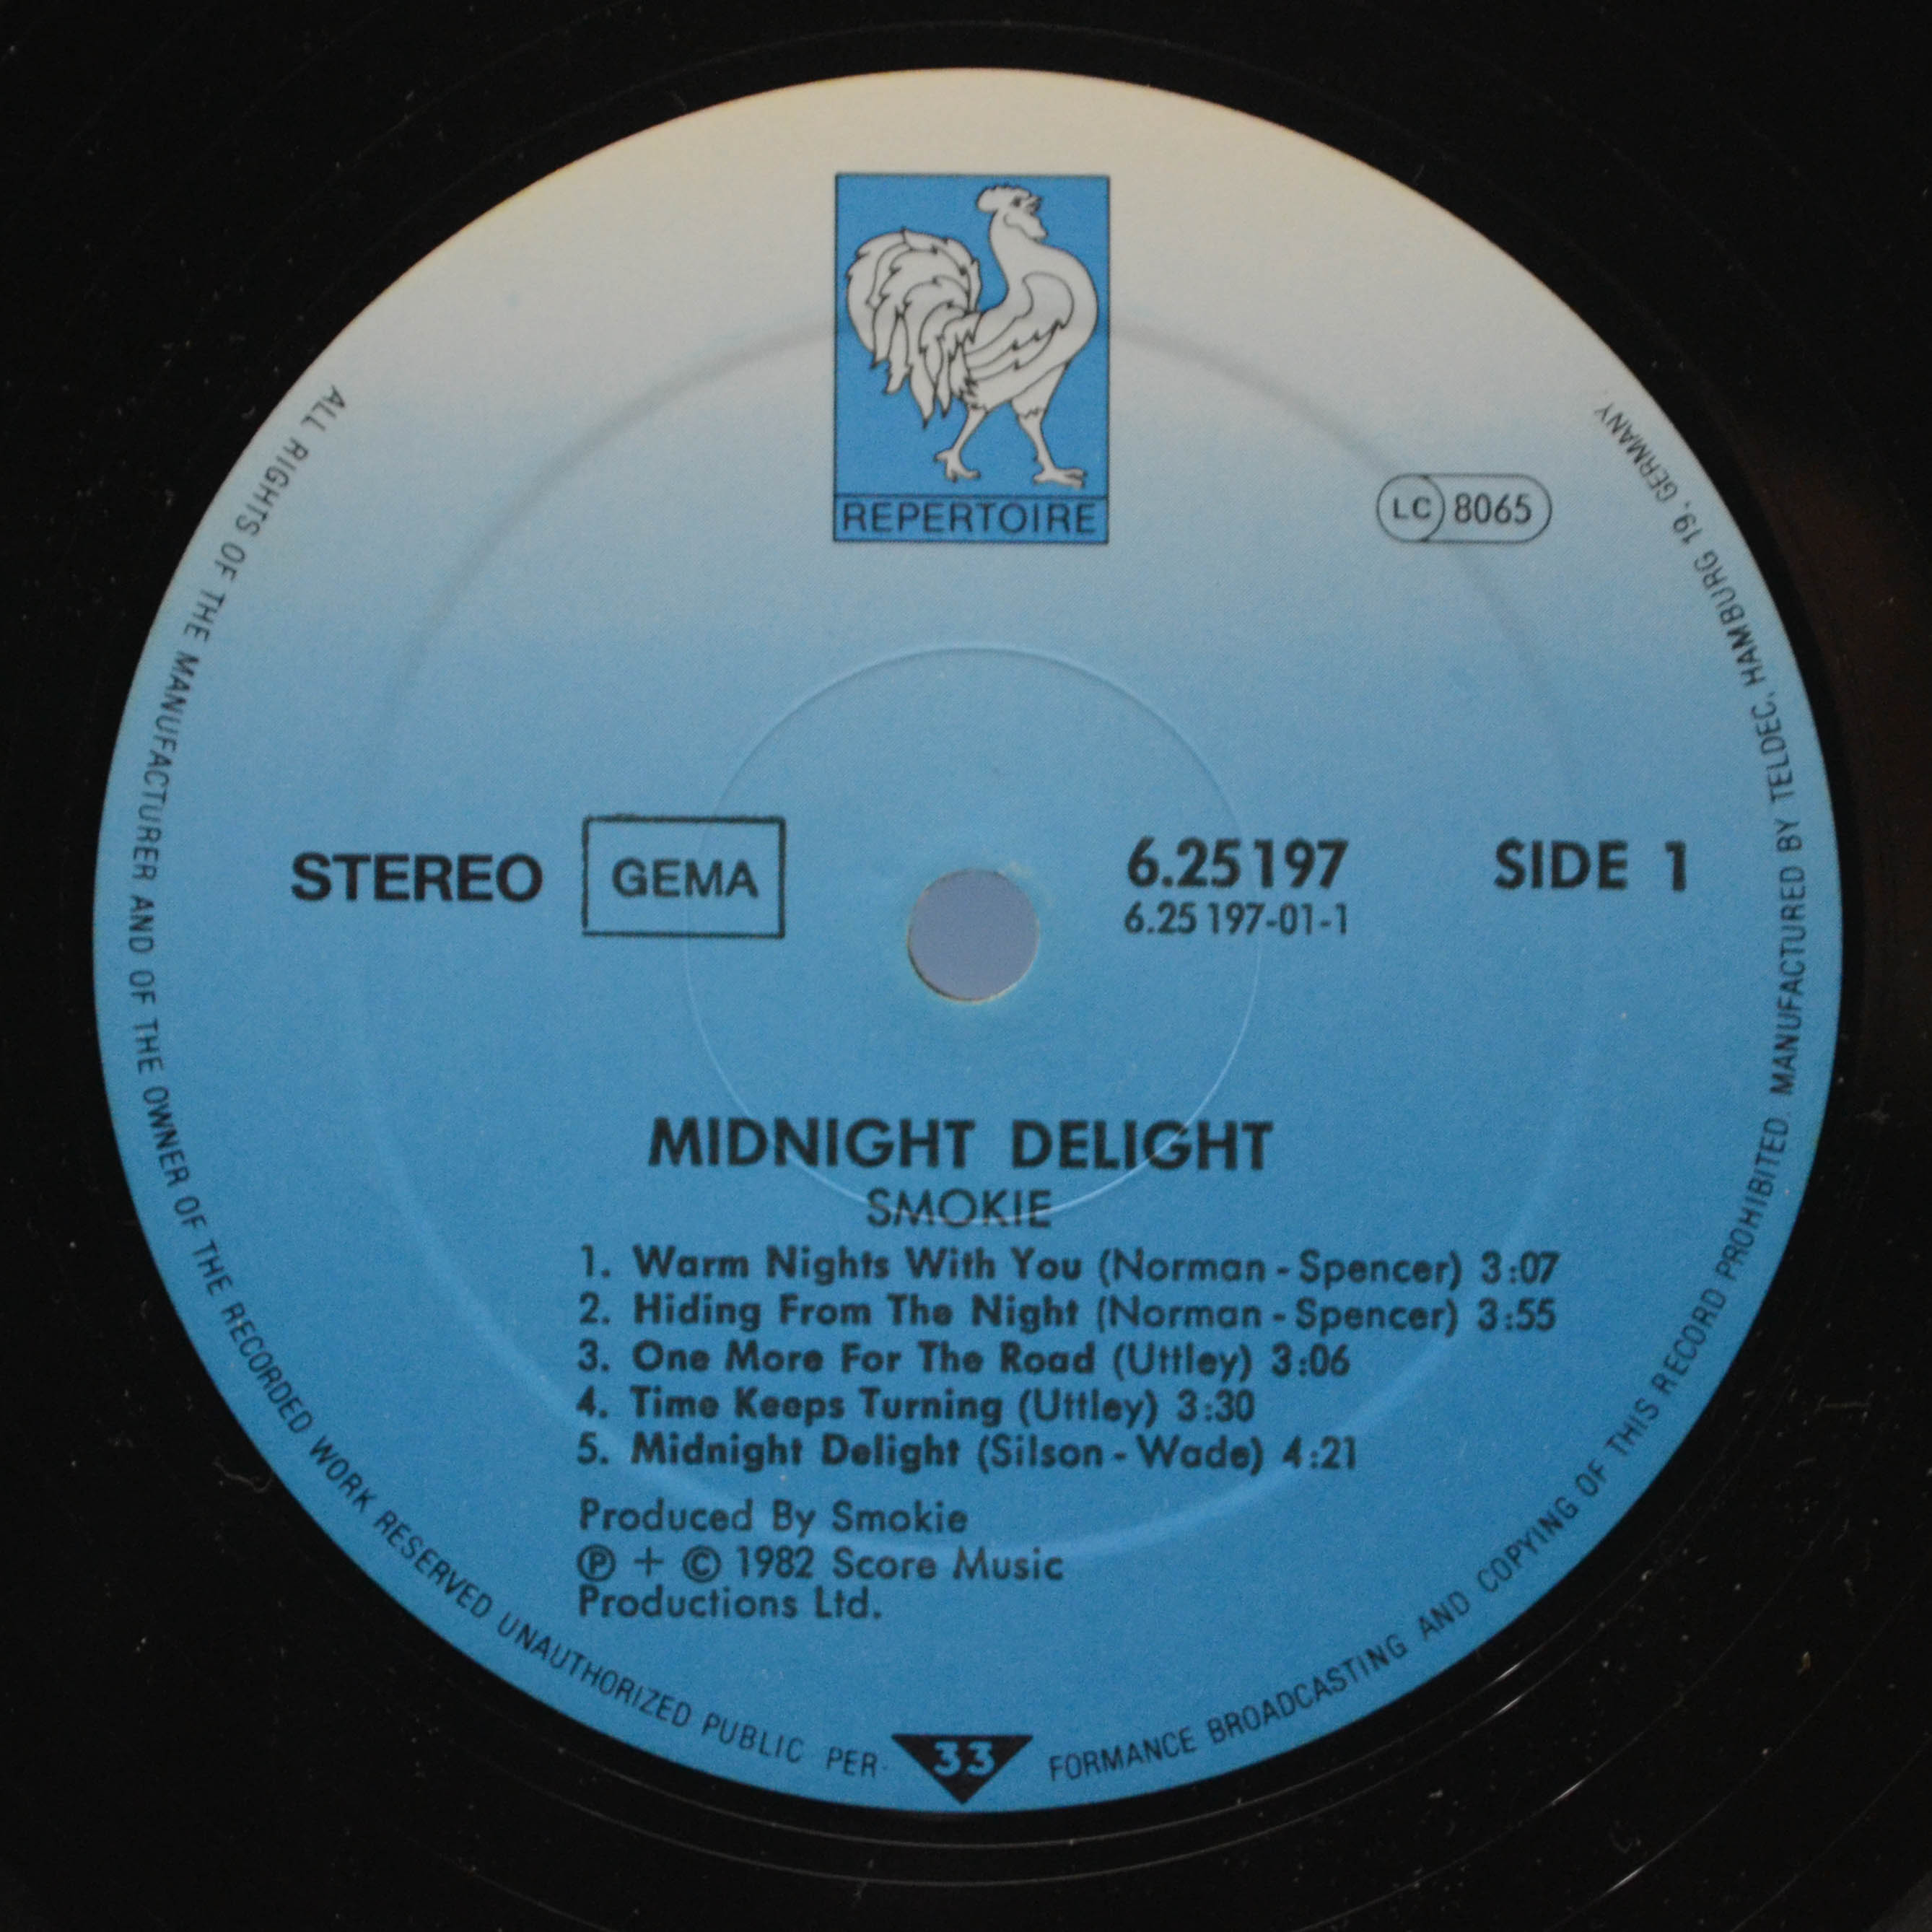 REPERTOIRE
LC 8065
STEREO GEMA 6.25197 SIDE 1
6.25 197-01-1
MIDNIGHT DELIGHT
SMOKIE
1. Warm Nights With You (Norman - Spencer) 3:07
2. Hiding From The Night (Norman - Spencer) 3:55
3. One More For The Road (Uttley) 3:06
4. Time Keeps Turning (Uttley) 3:30
5. Midnight Delight (Silson - Wade) 4:21
Produced By Smokie
Ⓟ + © 1982 Score Music
Productions Ltd.
ALL RIGHTS OF THE MANUFACTURER AND OF THE OWNER OF THE RECORDED WORK RESERVED UNAUTHORIZED PUBLIC PER- 33 FORMANCE BROADCASTING AND COPYING OF THIS RECORD PROHIBITED. MANUFACTURED BY TELDEC, HAMBURG 19, GERMANY